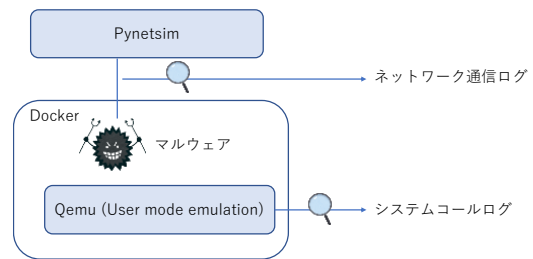 Pynetsim
ネットワーク通信ログ
Docker
マルウェア
Qemu (User mode emulation)
システムコールログ